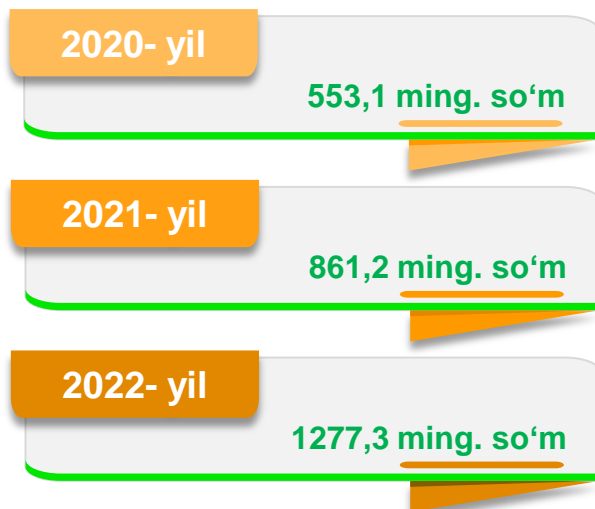 2020- yil
553,1 ming. so‘m
2021- yil
861,2 ming. so‘m
2022- yil
1277,3 ming. so‘m